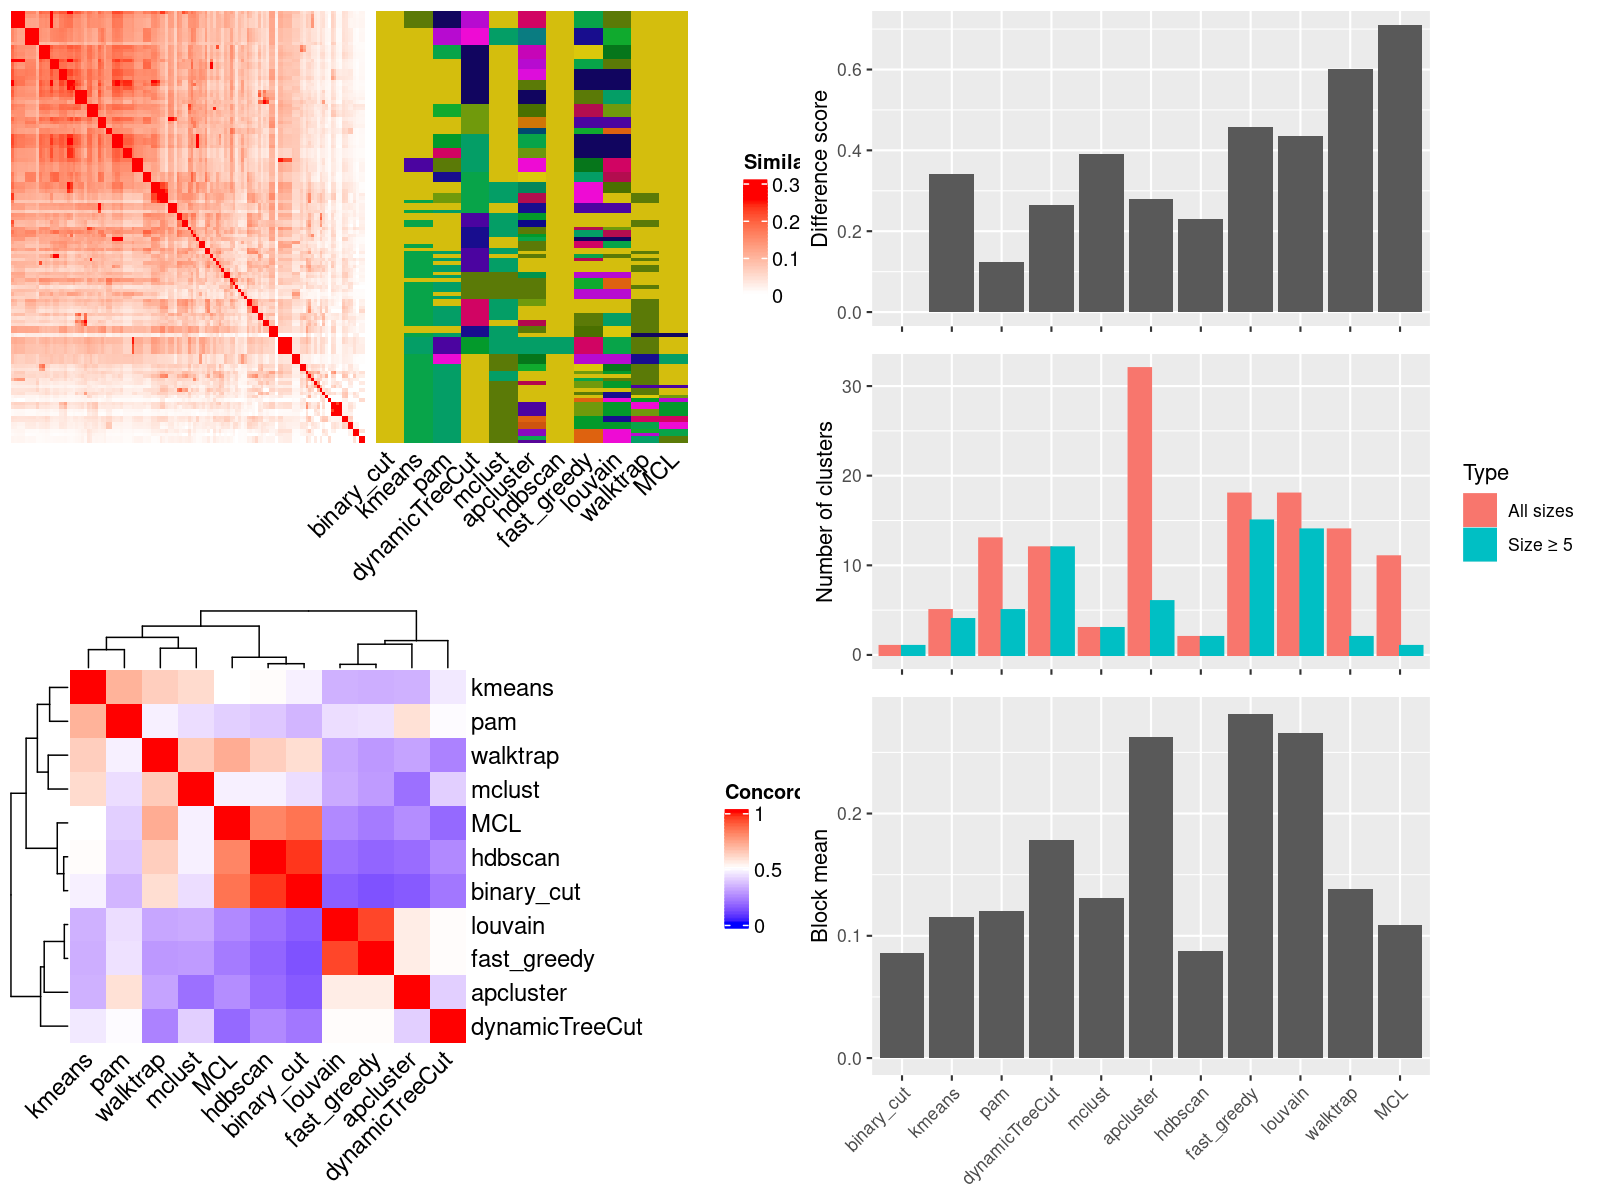 Simila
0.3
0.2
0.1
0
binary_cut
kmeans
pam
dynamicTreeCut
mclust
apcluster
hdbscan
fast_greedy
louvain
walktrap
MCL
Difference score
0.6
0.4
0.2
0.0
Number of clusters
30
20
10
0
Type
All sizes
Size ≥ 5
kmeans
pam
walktrap
mclust
MCL
hdbscan
binary_cut
louvain
fast_greedy
apcluster
dynamicTreeCut
kmeans
pam
walktrap
mclust
MCL
hdbscan
binary_cut
louvain
fast_greedy
apcluster
dynamicTreeCut
Concord
1
0.5
0
Block mean
0.2
0.1
0.0
binary_cut
kmeans
pam
dynamicTreeCut
mclust
apcluster
hdbscan
fast_greedy
louvain
walktrap
MCL